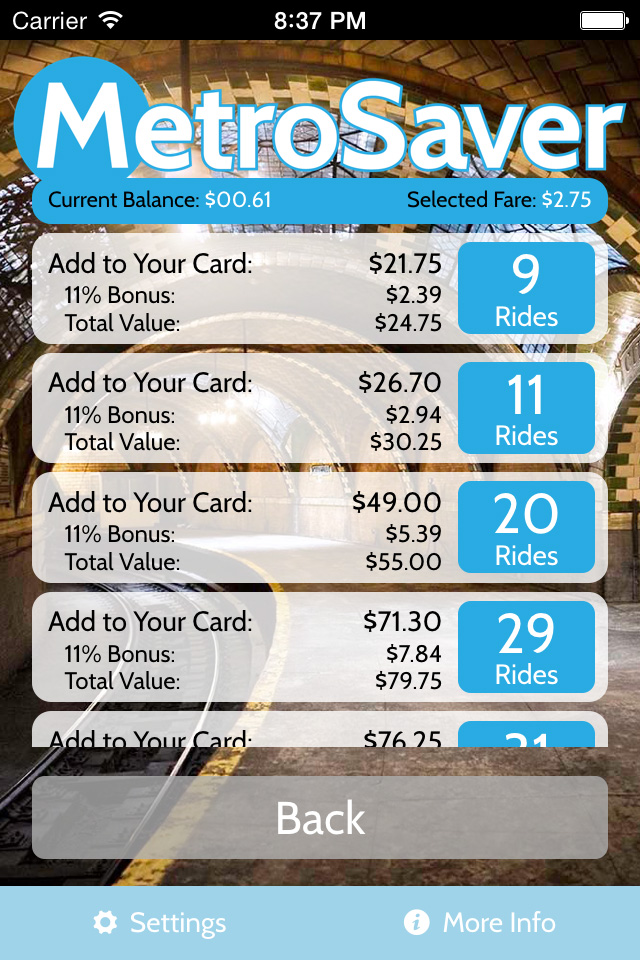 Carrier 8:37 PM
MetroSaver
Current Balance: $00.61 Selected Fare: $2.75
Add to Your Card: $21.75
11% Bonus: $2.39
Total Value: $24.75
9
Rides
Add to Your Card: $26.70
11% Bonus: $2.94
Total Value: $30.25
11
Rides
Add to Your Card: $49.00
11% Bonus: $5.39
Total Value: $55.00
20
Rides
Add to Your Card: $71.30
11% Bonus: $7.84
Total Value: $79.75
29
Rides
Add to Your Card: $76.25
31
Back
Settings More Info